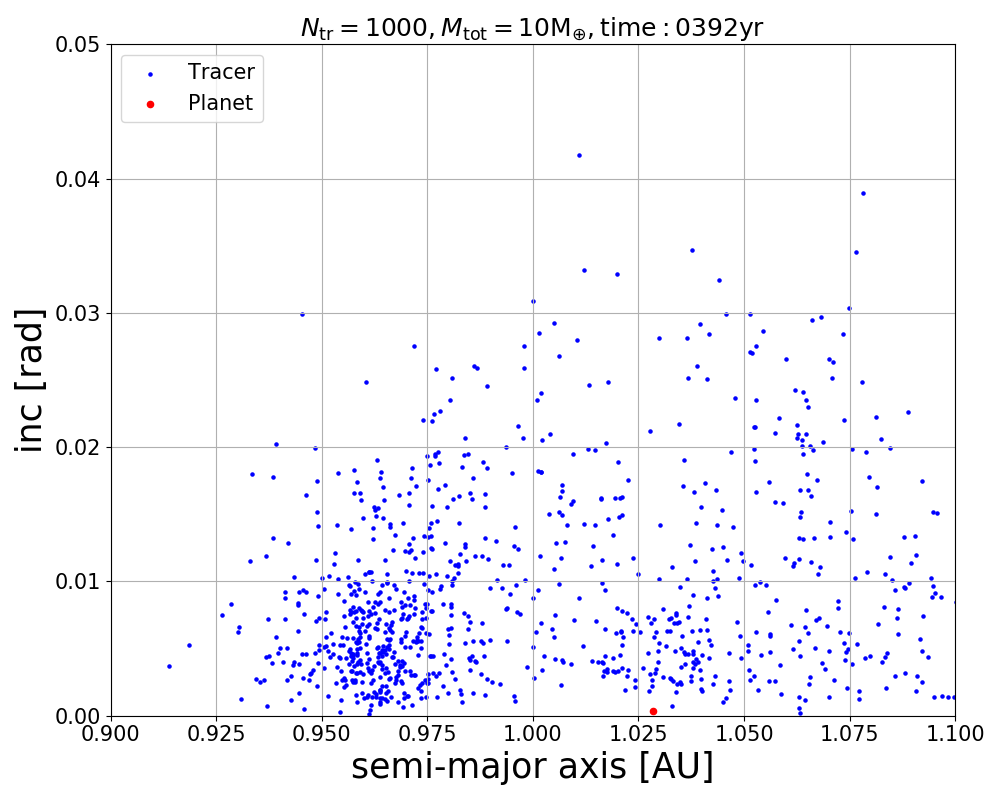 N_tr = 1000, M_tot = 10M_⊕, time : 0392yr
0.05
Tracer
Planet
0.04
0.03
inc [rad]
0.02
0.01
0.00
0.900 0.925 0.950 0.975 1.000 1.025 1.050 1.075 1.100
semi-major axis [AU]